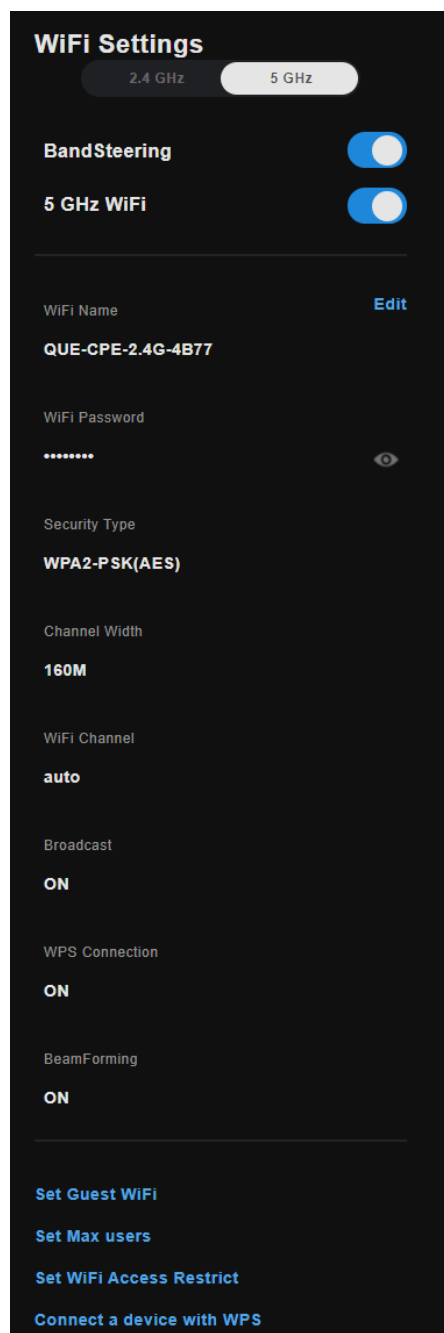 WiFi Settings
2.4 GHz 5 GHz
BandSteering
5 GHz WiFi
WiFi Name Edit
QUE-CPE-2.4G-4B77
WiFi Password
••••••••
Security Type
WPA2-PSK(AES)
Channel Width
160M
WiFi Channel
auto
Broadcast
ON
WPS Connection
ON
BeamForming
ON
Set Guest WiFi
Set Max users
Set WiFi Access Restrict
Connect a device with WPS